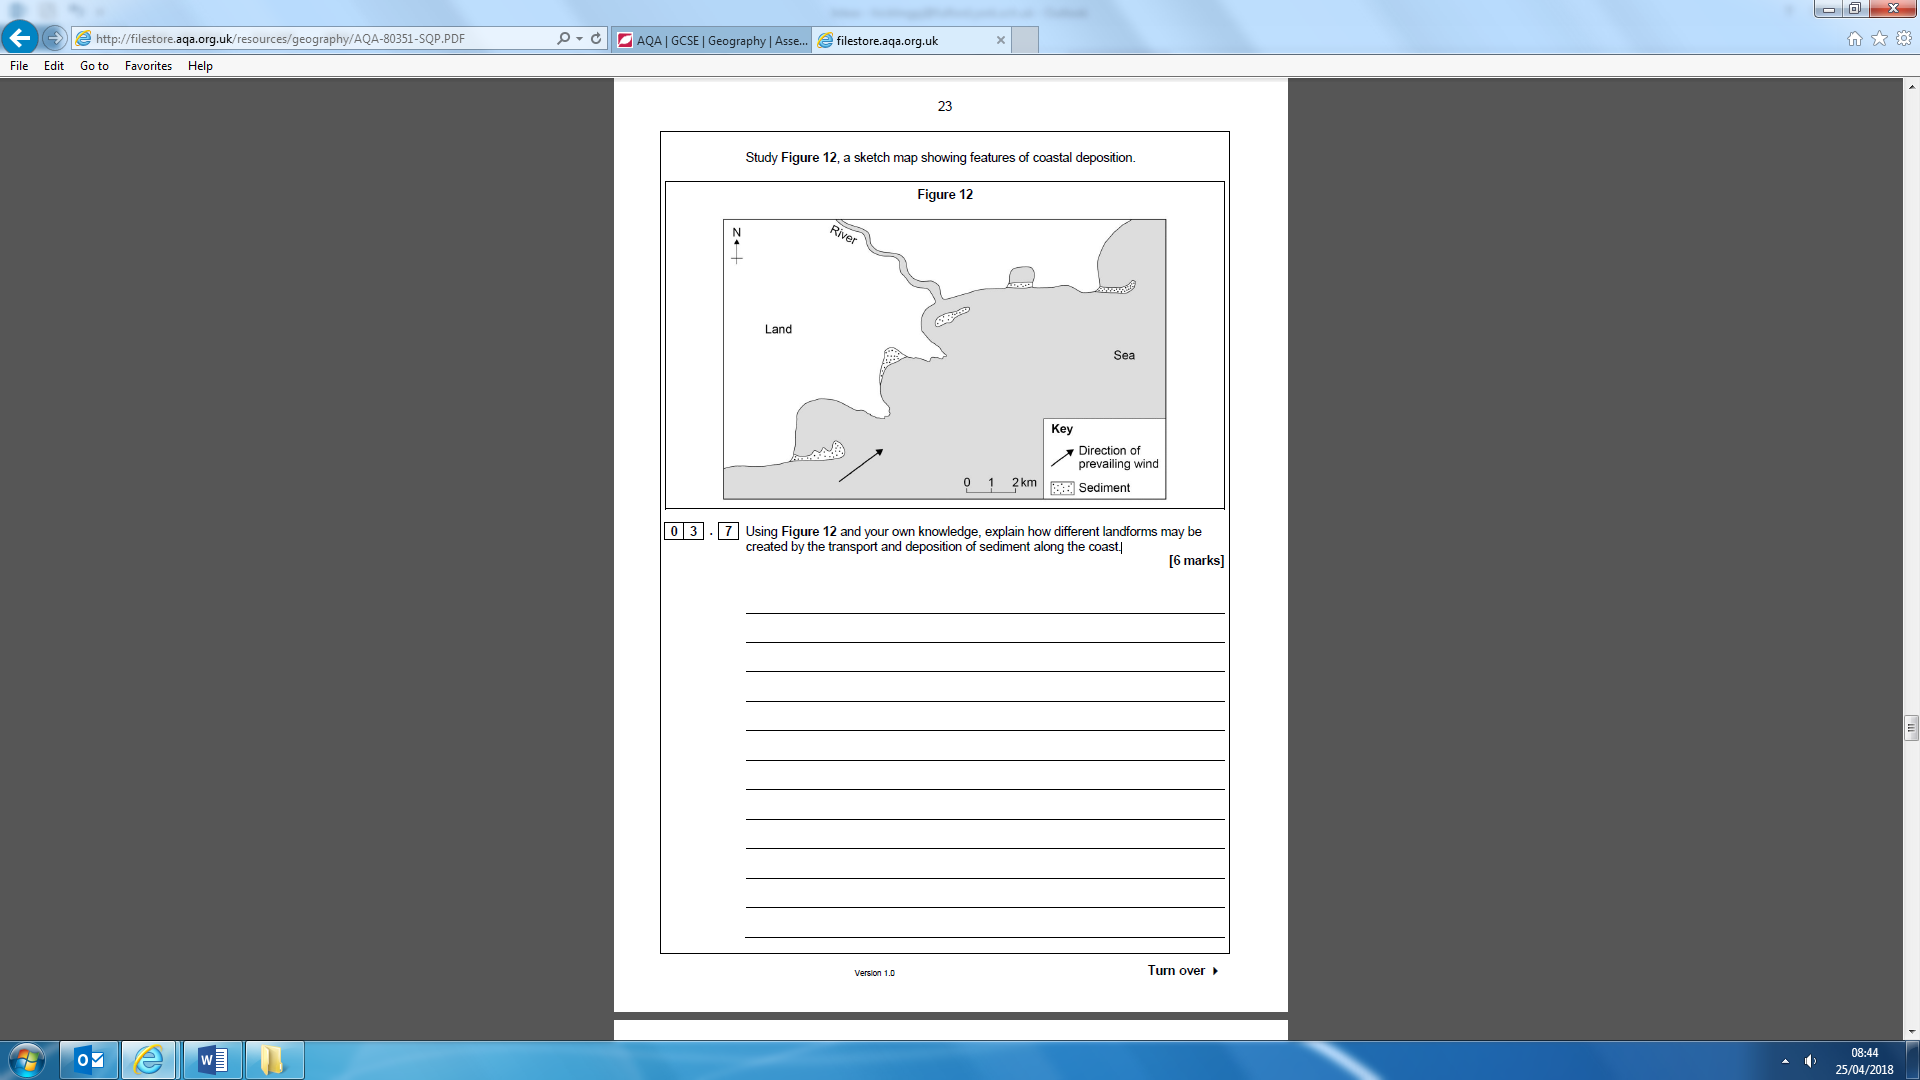 http://filestore.aqa.org.uk/resources/geography/AQA-80351-SQP.PDF
AQA | GCSE | Geography | Asse...
filestore.aqa.org.uk
File Edit Go to Favorites Help
23
Study Figure 12, a sketch map showing features of coastal deposition.
Figure 12
N
River
Land
Sea
Key
Direction of
prevailing wind
Sediment
0 1 2 km
0 3 . 7 Using Figure 12 and your own knowledge, explain how different landforms may be
created by the transport and deposition of sediment along the coast.
[6 marks]
Version 1.0
Turn over
08:44
25/04/2018